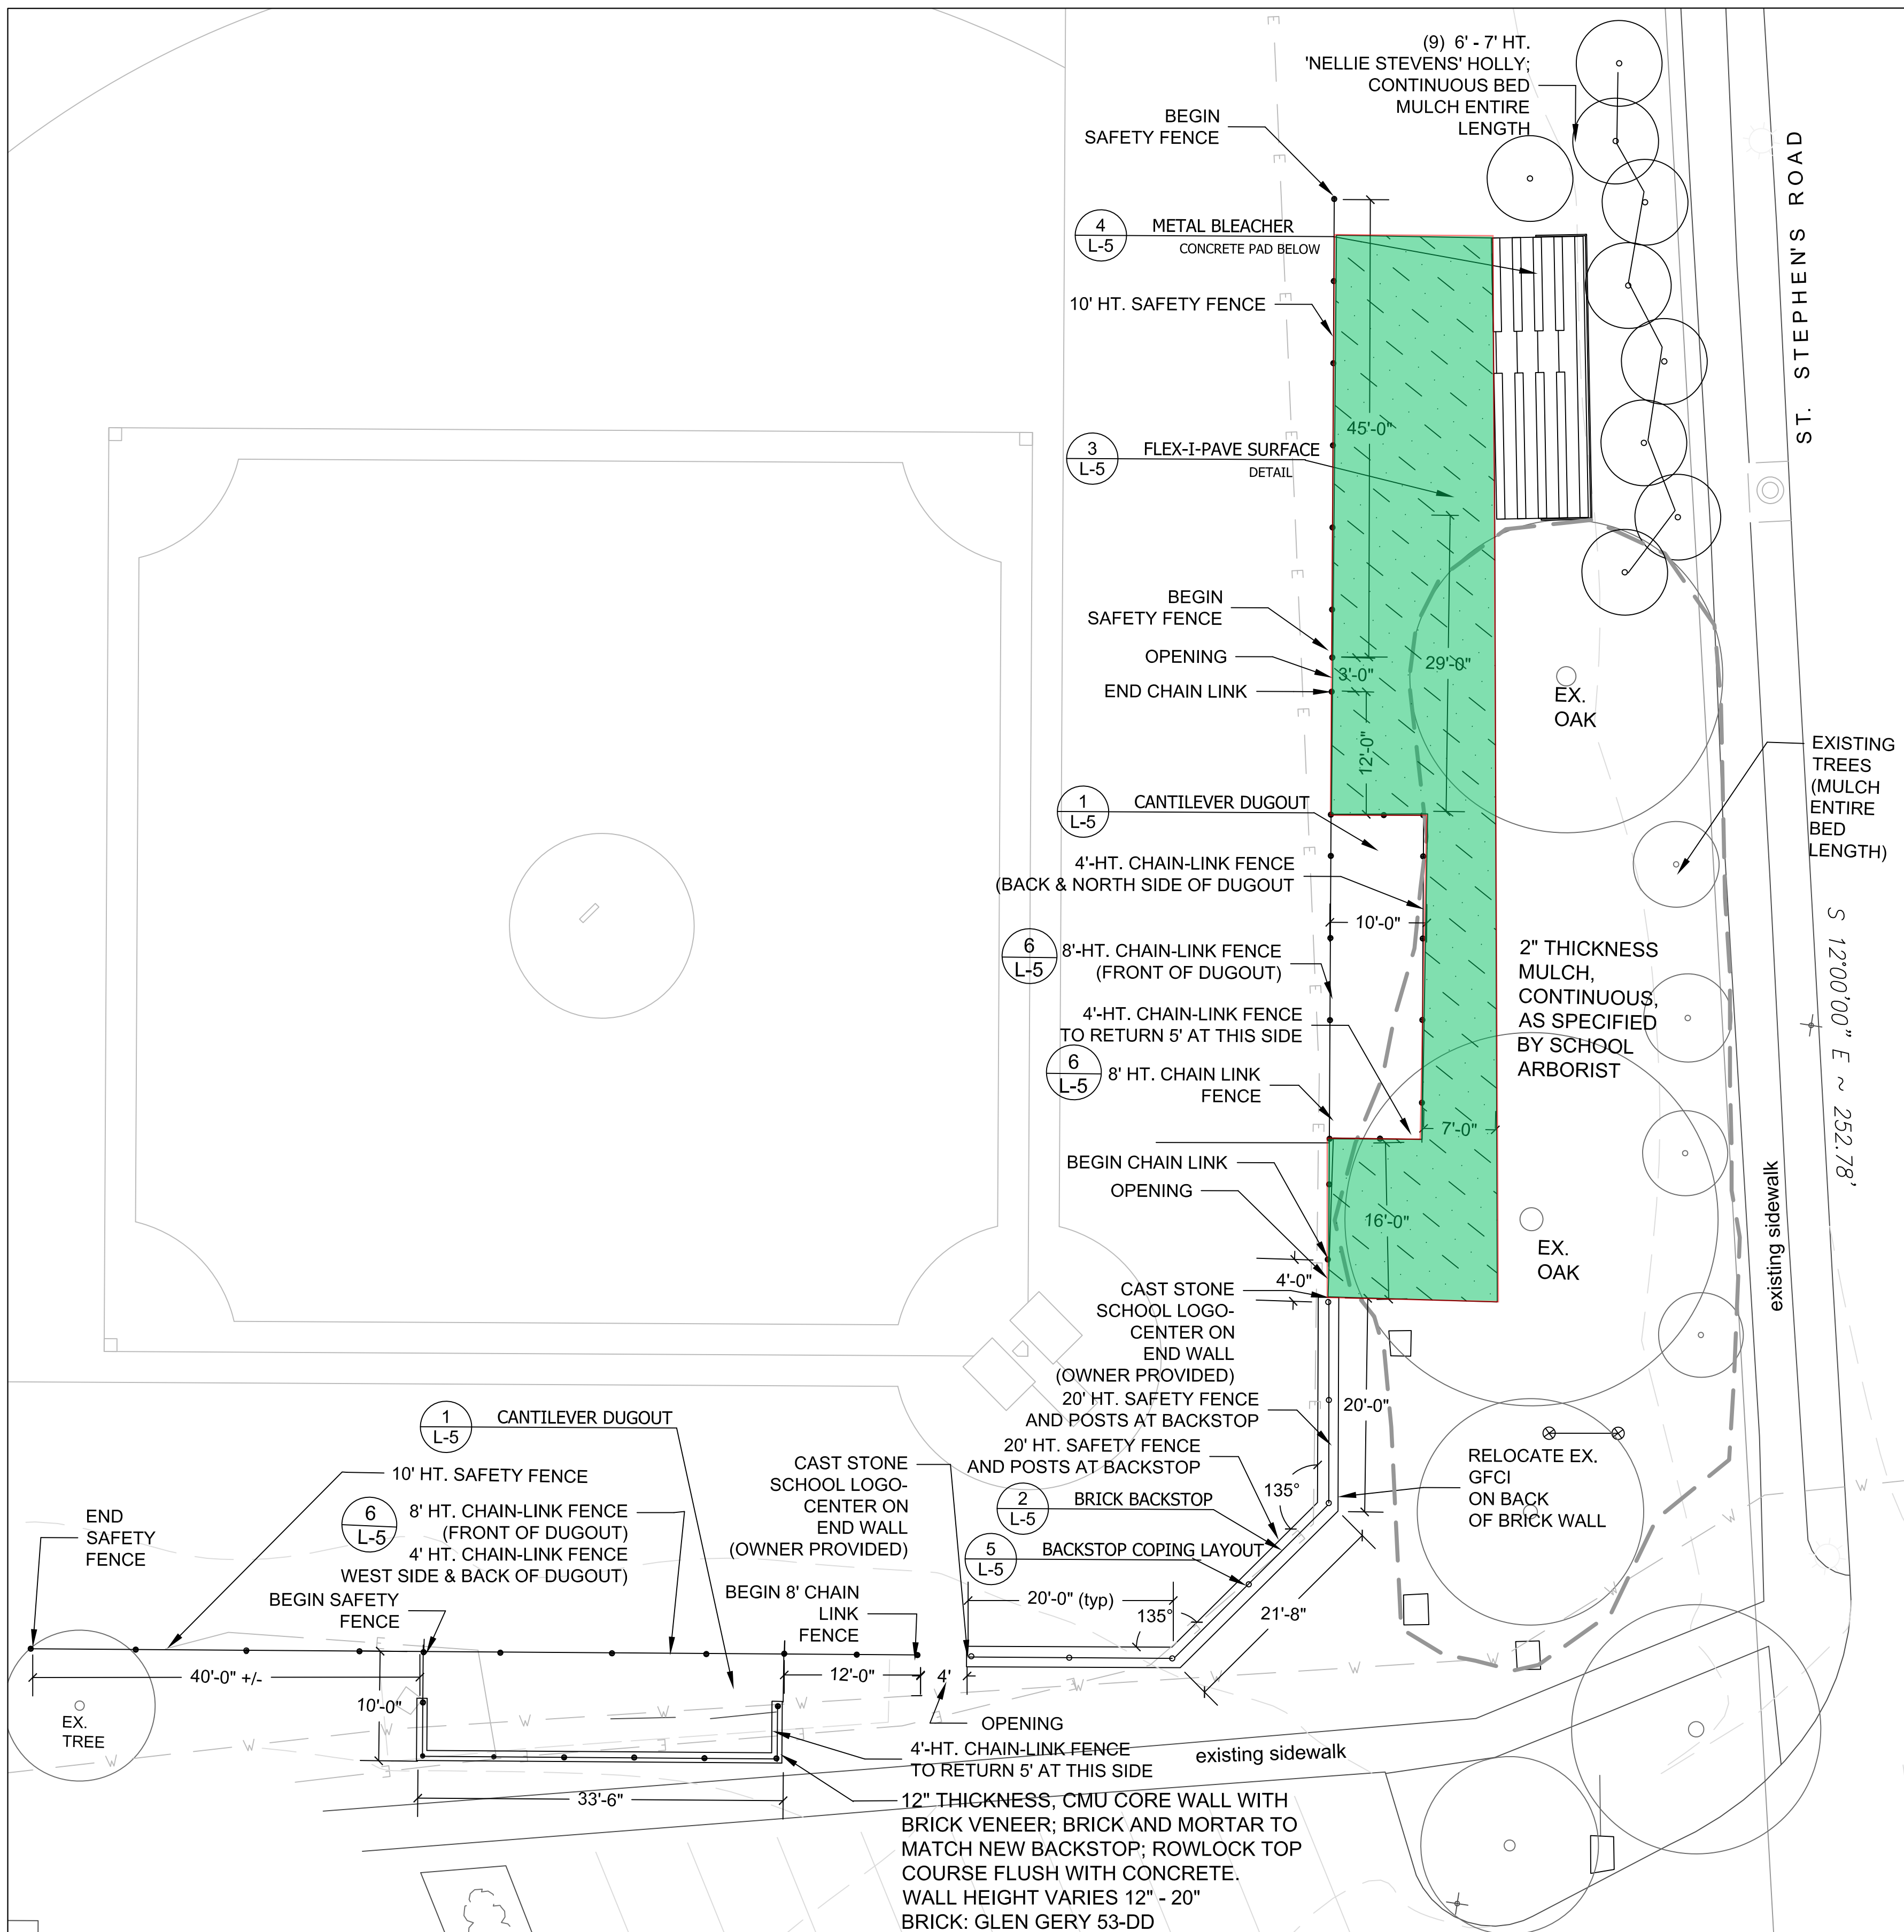 (9) 6' - 7' HT.
'NELLIE STEVENS' HOLLY;
CONTINUOUS BED
MULCH ENTIRE
LENGTH
ST. STEPHEN'S ROAD
BEGIN
SAFETY FENCE
4
L-5
METAL BLEACHER
CONCRETE PAD BELOW
10' HT. SAFETY FENCE
45'-0"
3
L-5
FLEX-I-PAVE SURFACE
DETAIL
BEGIN
SAFETY FENCE
OPENING
3'-0"
29'-0"
END CHAIN LINK
EX.
OAK
12'-0"
EXISTING
TREES
(MULCH
ENTIRE
BED
LENGTH)
1
L-5
CANTILEVER DUGOUT
4'-HT. CHAIN-LINK FENCE
(BACK & NORTH SIDE OF DUGOUT
10'-0"
6
L-5
8'-HT. CHAIN-LINK FENCE
(FRONT OF DUGOUT)
2" THICKNESS
MULCH,
CONTINUOUS,
AS SPECIFIED
BY SCHOOL
ARBORIST
S 12°00'00" E ~ 252.78'
4'-HT. CHAIN-LINK FENCE
TO RETURN 5' AT THIS SIDE
6
L-5
8' HT. CHAIN LINK
FENCE
7'-0"
BEGIN CHAIN LINK
OPENING
16'-0"
existing sidewalk
EX.
OAK
4'-0"
CAST STONE
SCHOOL LOGO-
CENTER ON
END WALL
(OWNER PROVIDED)
20' HT. SAFETY FENCE
AND POSTS AT BACKSTOP
20'-0"
1
L-5
CANTILEVER DUGOUT
20' HT. SAFETY FENCE
AND POSTS AT BACKSTOP
CAST STONE
SCHOOL LOGO-
CENTER ON
END WALL
(OWNER PROVIDED)
RELOCATE EX.
GFCI
ON BACK
OF BRICK WALL
10' HT. SAFETY FENCE
135°
2
L-5
BRICK BACKSTOP
END
SAFETY
FENCE
6
L-5
8' HT. CHAIN-LINK FENCE
(FRONT OF DUGOUT)
4' HT. CHAIN-LINK FENCE
WEST SIDE & BACK OF DUGOUT)
5
L-5
BACKSTOP COPING LAYOUT
BEGIN SAFETY
FENCE
BEGIN 8' CHAIN
LINK
FENCE
20'-0" (typ)
135°
21'-8"
40'-0" +/-
12'-0"
4'
10'-0"
EX.
TREE
OPENING
4'-HT. CHAIN-LINK FENCE
TO RETURN 5' AT THIS SIDE
existing sidewalk
33'-6"
12" THICKNESS, CMU CORE WALL WITH
BRICK VENEER; BRICK AND MORTAR TO
MATCH NEW BACKSTOP; ROWLOCK TOP
COURSE FLUSH WITH CONCRETE.
WALL HEIGHT VARIES 12" - 20"
BRICK: GLEN GERY 53-DD